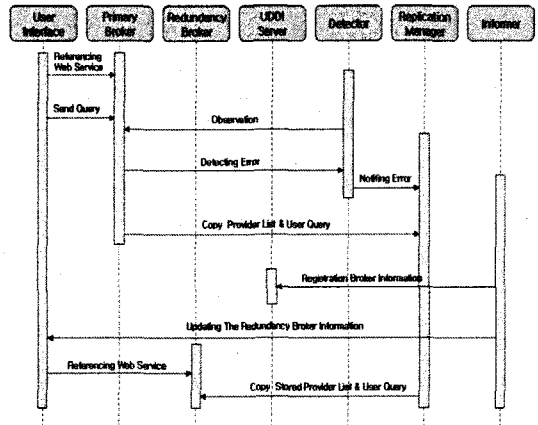 User
Interface
Primary
Broker
Redundancy
Broker
UDDI
Server
Detector
Replication
Manager
Informer
Referencing
Web Service
Send Query
Observation
Detecting Error
Notifing Error
Copy Provider List & User Query
Registration Broker Information
Updating The Redundancy Broker Information
Referencing Web Service
Copy Stored Provider List & User Query